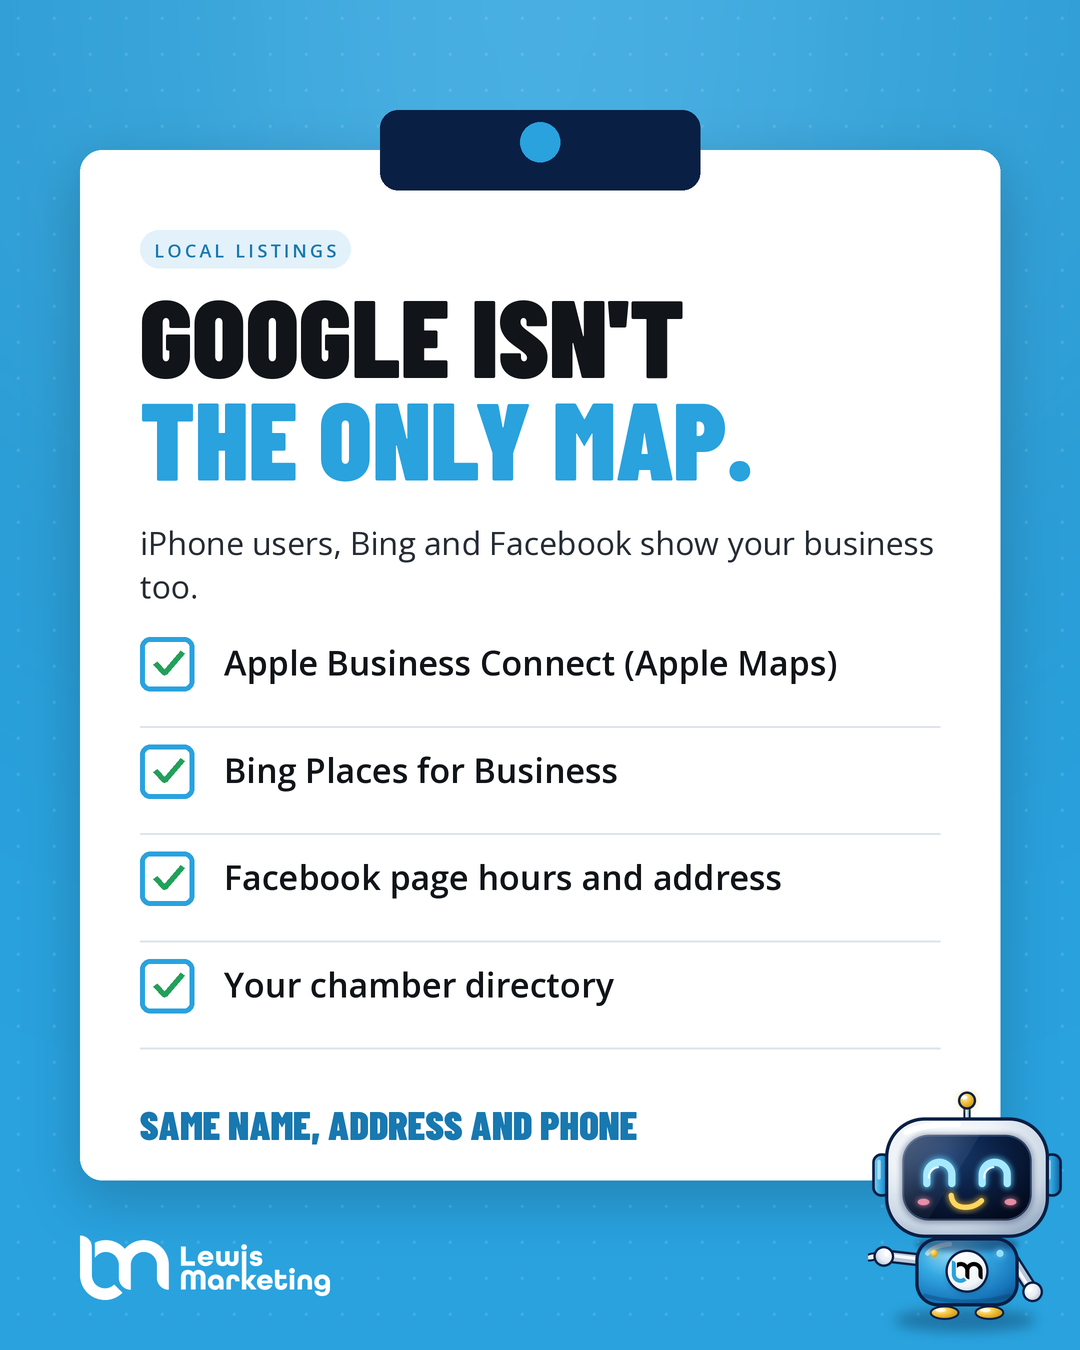 LOCAL LISTINGS
GOOGLE ISN'T
THE ONLY MAP.
iPhone users, Bing and Facebook show your business
too.
Apple Business Connect (Apple Maps)
Bing Places for Business
Facebook page hours and address
Your chamber directory
SAME NAME, ADDRESS AND PHONE
Lewis
Marketing